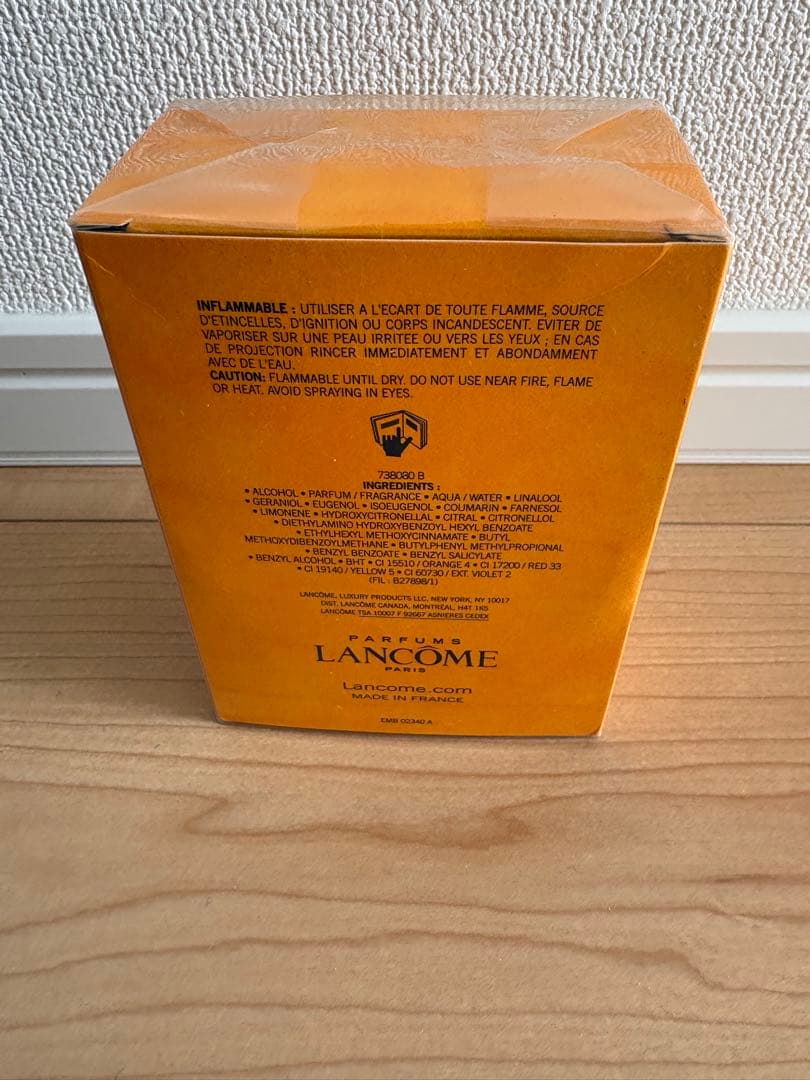 INFLAMMABLE : UTILISER A L'ECART DE TOUTE FLAMME, SOURCE
D'ETINCELLES, D'IGNITION OU CORPS INCANDESCENT. EVITER DE
VAPORISER SUR UNE PEAU IRRITEE OU VERS LES YEUX ; EN CAS
DE PROJECTION RINCER IMMEDIATEMENT ET ABONDAMMENT
AVEC DE L'EAU.
CAUTION: FLAMMABLE UNTIL DRY. DO NOT USE NEAR FIRE, FLAME
OR HEAT. AVOID SPRAYING IN EYES.
738080 B
INGREDIENTS :
• ALCOHOL • PARFUM / FRAGRANCE • AQUA / WATER • LINALOOL
• GERANIOL • EUGENOL • ISOEUGENOL • COUMARIN • FARNESOL
• LIMONENE • HYDROXYCITRONELLAL • CITRAL • CITRONELLOL
• DIETHYLAMINO HYDROXYBENZOYL HEXYL BENZOATE
• ETHYLHEXYL METHOXYCINNAMATE • BUTYL
METHOXYDIBENZOYLMETHANE • BUTYLPHENYL METHYLPROPIONAL
• BENZYL BENZOATE • BENZYL SALICYLATE
• BENZYL ALCOHOL • BHT • CI 15510 / ORANGE 4 • CI 17200 / RED 33
• CI 19140 / YELLOW 5 • CI 60730 / EXT. VIOLET 2
(FIL : B27898/1)
LANCÔME, LUXURY PRODUCTS LLC, NEW YORK, NY 10017
DIST. LANCÔME CANADA, MONTREAL, H4T 1K5
LANCÔME TSA 10007 F 92667 ASNIERES CEDEX
PARFUMS
LANCÔME
PARIS
Lancome.com
MADE IN FRANCE
EMB 02340 A